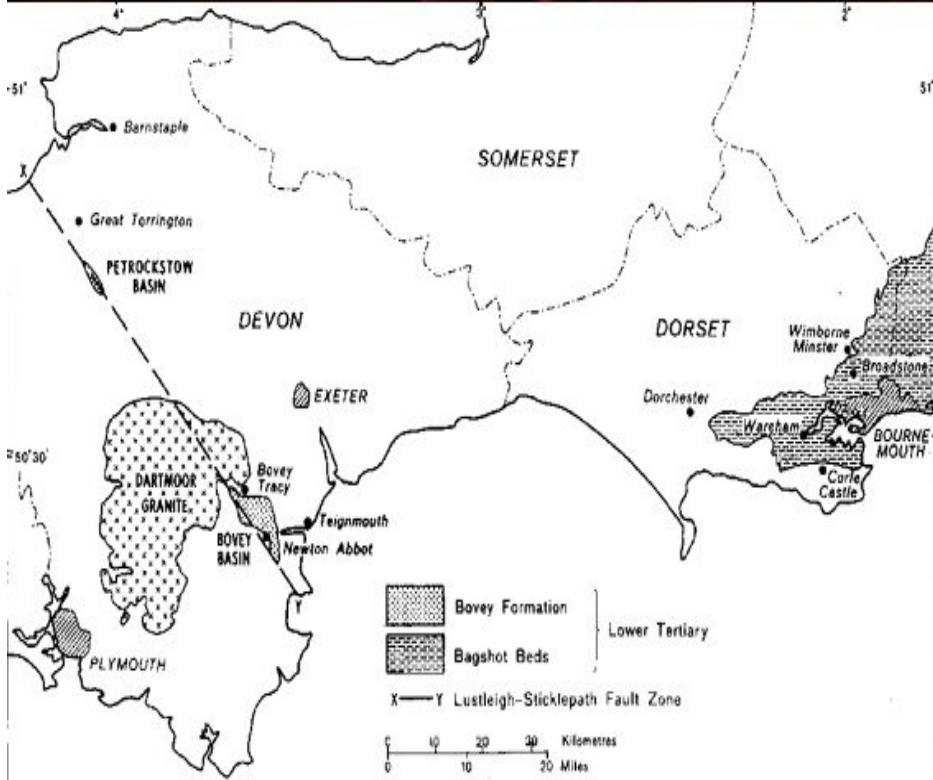 4°
3°
2°
51°
51°
Barnstaple
SOMERSET
X
Great Torrington
PETROCKSTOW
BASIN
DEVON
DORSET
Wimborne
Minster
Broadstone
EXETER
Dorchester
Wareham
BOURNE-
MOUTH
50°30'
Bovey
Tracy
DARTMOOR
GRANITE
Corfe
Castle
Teignmouth
BOVEY
BASIN
Newton Abbot
Y
Bovey Formation
Lower Tertiary
Bagshot Beds
PLYMOUTH
X Y Lustleigh-Sticklepath Fault Zone
0 10 20 30 Kilometres
0 10 20 Miles